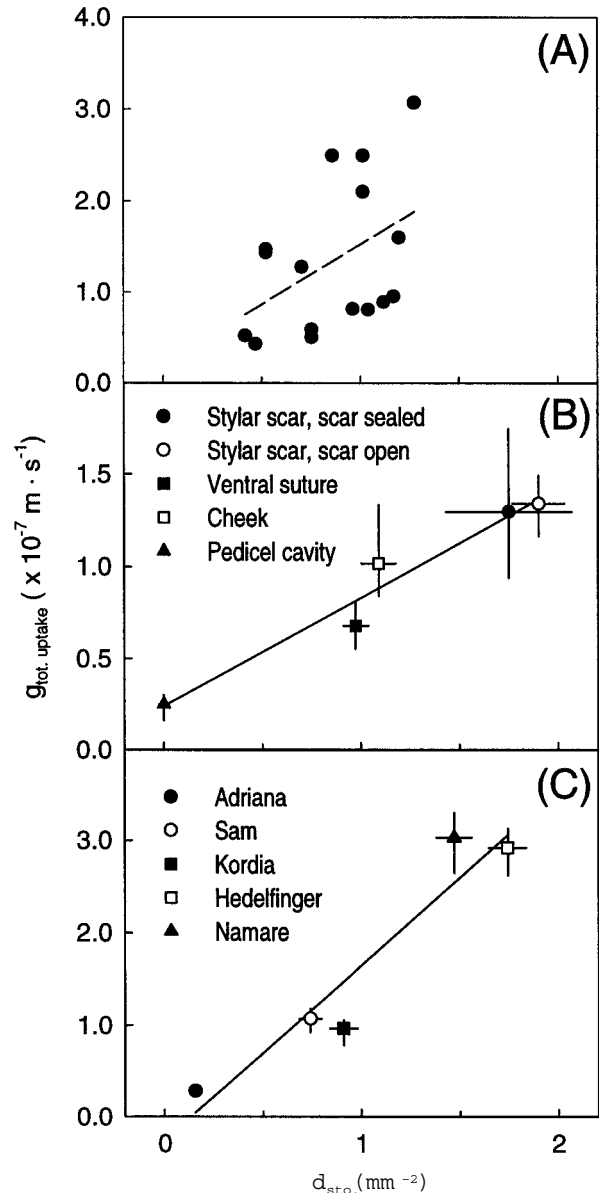 4.0
(A)
3.0
2.0
1.0
0.0
(B)
Stylar scar, scar sealed
Stylar scar, scar open
Ventral suture
Cheek
Pedicel cavity
1.5
1.0
0.5
0.0
g tot. uptake ( x 10⁻⁷ m · s⁻¹)
(C)
Adriana
Sam
Kordia
Hedelfinger
Namare
3.0
2.0
1.0
0.0
0 1 2
d sto. (mm ⁻²)